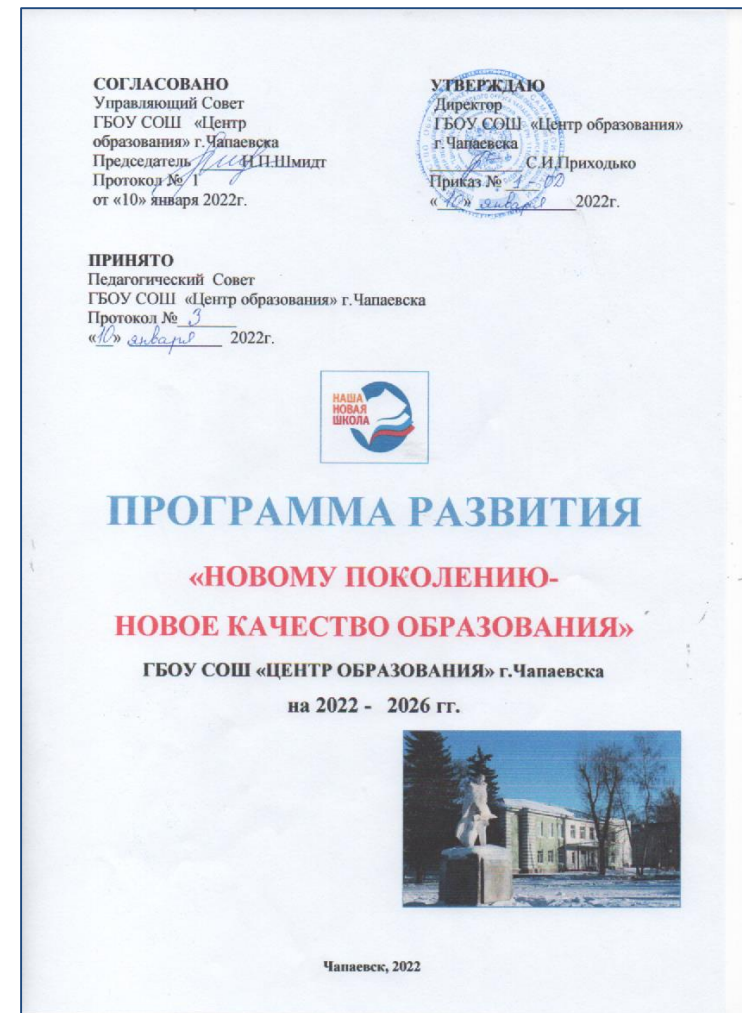 СОГЛАСОВАНО
Управляющий Совет
ГБОУ СОШ «Центр
образования» г.Чапаевска
Председатель Н.П.Шмидт
Протокол № 1
от «10» января 2022г.
УТВЕРЖДАЮ
Директор
ГБОУ СОШ «Центр образования»
г.Чапаевска
С.И.Приходько
Приказ № 1 - ОД
«10» января 2022г.
ПРИНЯТО
Педагогический Совет
ГБОУ СОШ «Центр образования» г.Чапаевска
Протокол № 3
«10» января 2022г.
НАША
НОВАЯ
ШКОЛА
ПРОГРАММА РАЗВИТИЯ
«НОВОМУ ПОКОЛЕНИЮ-
НОВОЕ КАЧЕСТВО ОБРАЗОВАНИЯ»
ГБОУ СОШ «ЦЕНТР ОБРАЗОВАНИЯ» г.Чапаевска
на 2022 - 2026 гг.
Чапаевск, 2022